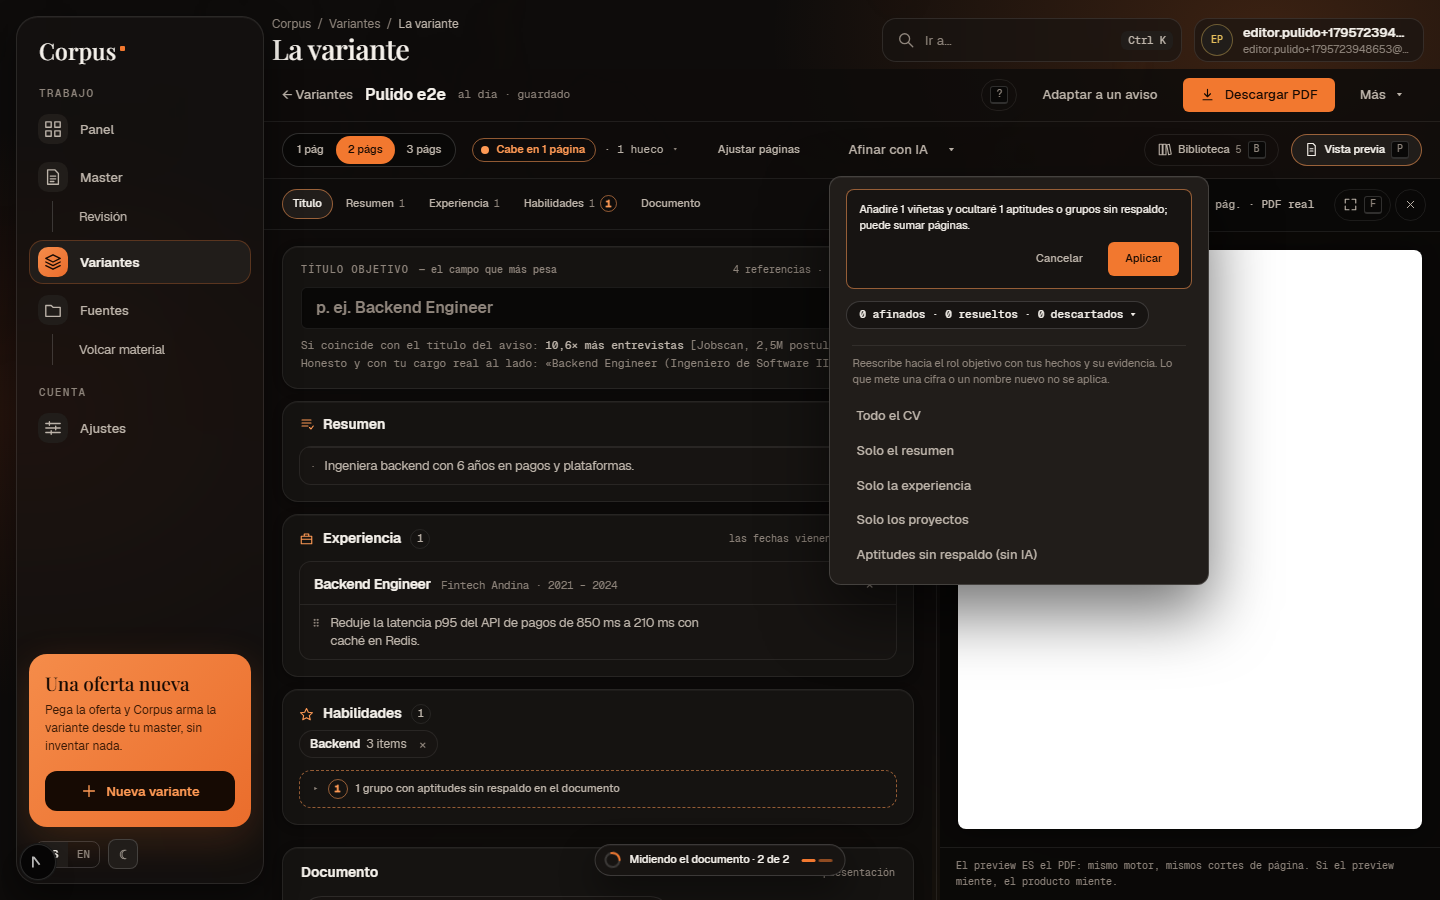 Corpus
TRABAJO
Panel
Master
Revisión
Variantes
Fuentes
Volcar material
CUENTA
Ajustes
Una oferta nueva
Pega la oferta y Corpus arma la
variante desde tu master, sin
inventar nada.
+ Nueva variante
EN
Corpus / Variantes / La variante
La variante
Ir a...
Ctrl K
EP
editor.pulido+179572394...
editor.pulido+1795723948653@...
← Variantes
Pulido e2e
al día · guardado
?
Adaptar a un aviso
Descargar PDF
Más
1 pág
2 págs
3 págs
Cabe en 1 página
· 1 hueco
Ajustar páginas
Afinar con IA
Biblioteca 5 B
Vista previa P
Título
Resumen 1
Experiencia 1
Habilidades 1 1
Documento
pág. · PDF real
F
TÍTULO OBJETIVO — el campo que más pesa
4 referencias ·
p. ej. Backend Engineer
Si coincide con el título del aviso: 10,6× más entrevistas [Jobscan, 2,5M postul
Honesto y con tu cargo real al lado: «Backend Engineer (Ingeniero de Software II
Resumen
Ingeniera backend con 6 años en pagos y plataformas.
Experiencia 1
las fechas vienen
Backend Engineer Fintech Andina · 2021 – 2024
Reduje la latencia p95 del API de pagos de 850 ms a 210 ms con
caché en Redis.
Habilidades 1
Backend 3 items ×
1 1 grupo con aptitudes sin respaldo en el documento
Documento
Midiendo el documento · 2 de 2
Añadiré 1 viñetas y ocultaré 1 aptitudes o grupos sin respaldo;
puede sumar páginas.
Cancelar
Aplicar
0 afinados · 0 resueltos · 0 descartados
Reescribe hacia el rol objetivo con tus hechos y su evidencia. Lo
que mete una cifra o un nombre nuevo no se aplica.
Todo el CV
Solo el resumen
Solo la experiencia
Solo los proyectos
Aptitudes sin respaldo (sin IA)
El preview ES el PDF: mismo motor, mismos cortes de página. Si el preview
miente, el producto miente.